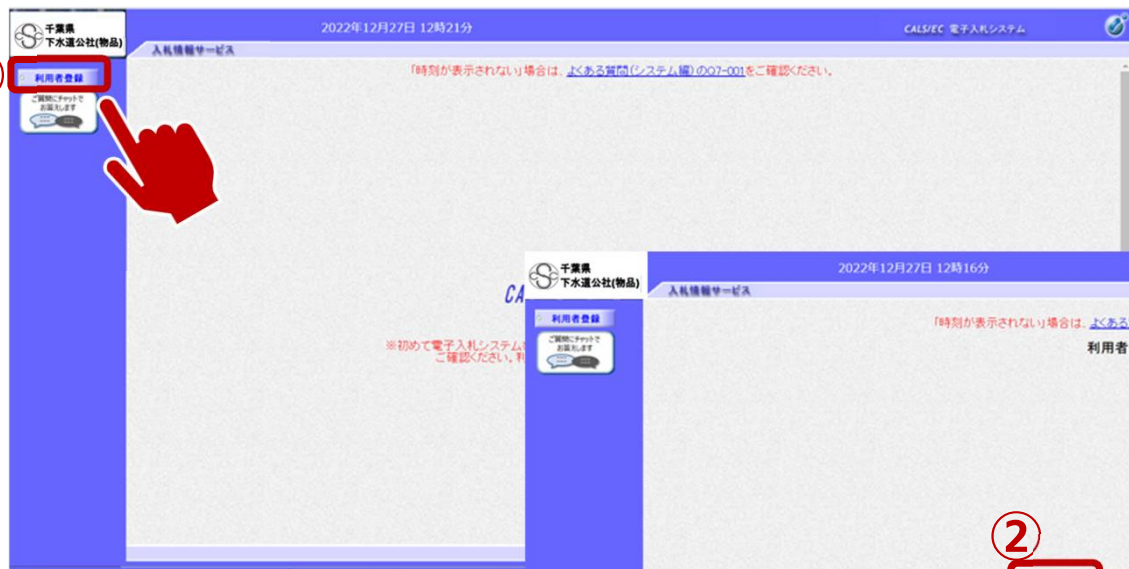 千葉県
下水道公社(物品)
2022年12月27日 12時21分
CALS/EC 電子入札システム
入札情報サービス
利用者登録
「時刻が表示されない」場合は、よくある質問(システム編)のQ7-001をご確認ください。
ご質問にチャットで
お答えします
CA
※初めて電子入札システム
ご確認ください。利
千葉県
下水道公社(物品)
2022年12月27日 12時16分
入札情報サービス
利用者登録
「時刻が表示されない」場合は、よくある
利用者
ご質問にチャットで
お答えします
②